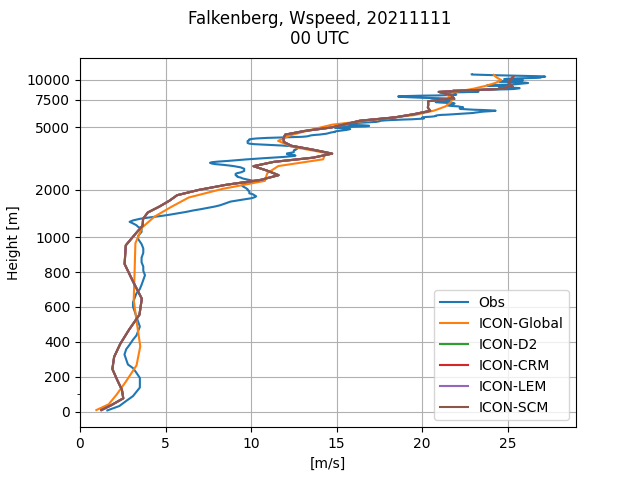 Falkenberg, Wspeed, 20211111
00 UTC
Height [m]
10000
7500
5000
2000
1000
800
600
400
200
0
0 5 10 15 20 25
[m/s]
Obs
ICON-Global
ICON-D2
ICON-CRM
ICON-LEM
ICON-SCM